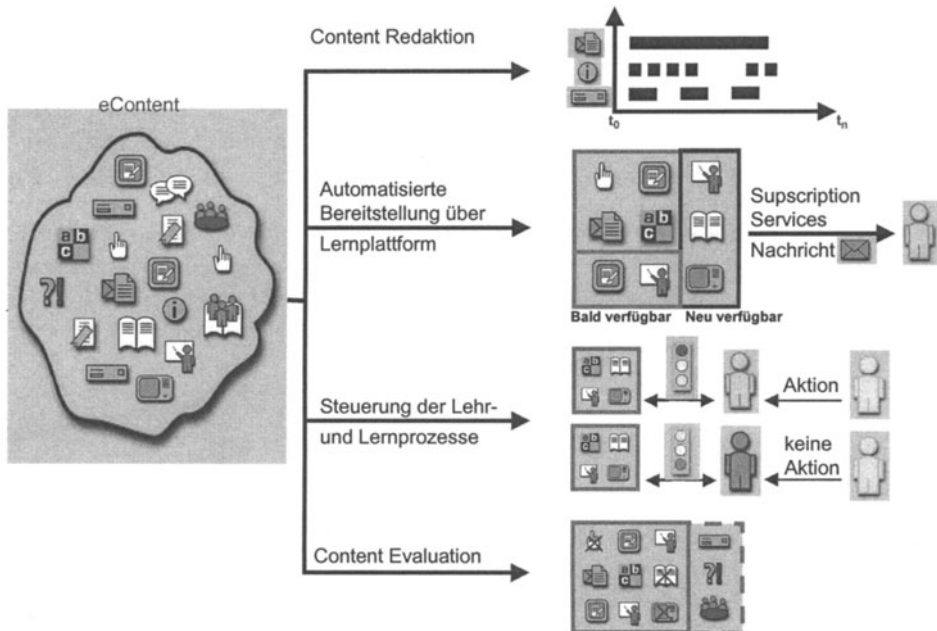 eContent
Content Redaktion
t0
tn
Automatisierte
Bereitstellung über
Lernplattform
Supscription
Services
Nachricht
Bald verfügbar
Neu verfügbar
Steuerung der Lehr-
und Lernprozesse
Aktion
keine
Aktion
Content Evaluation
a b
c
?!
i
i
a b
c
a b
c
a b
c
a b
c
?!